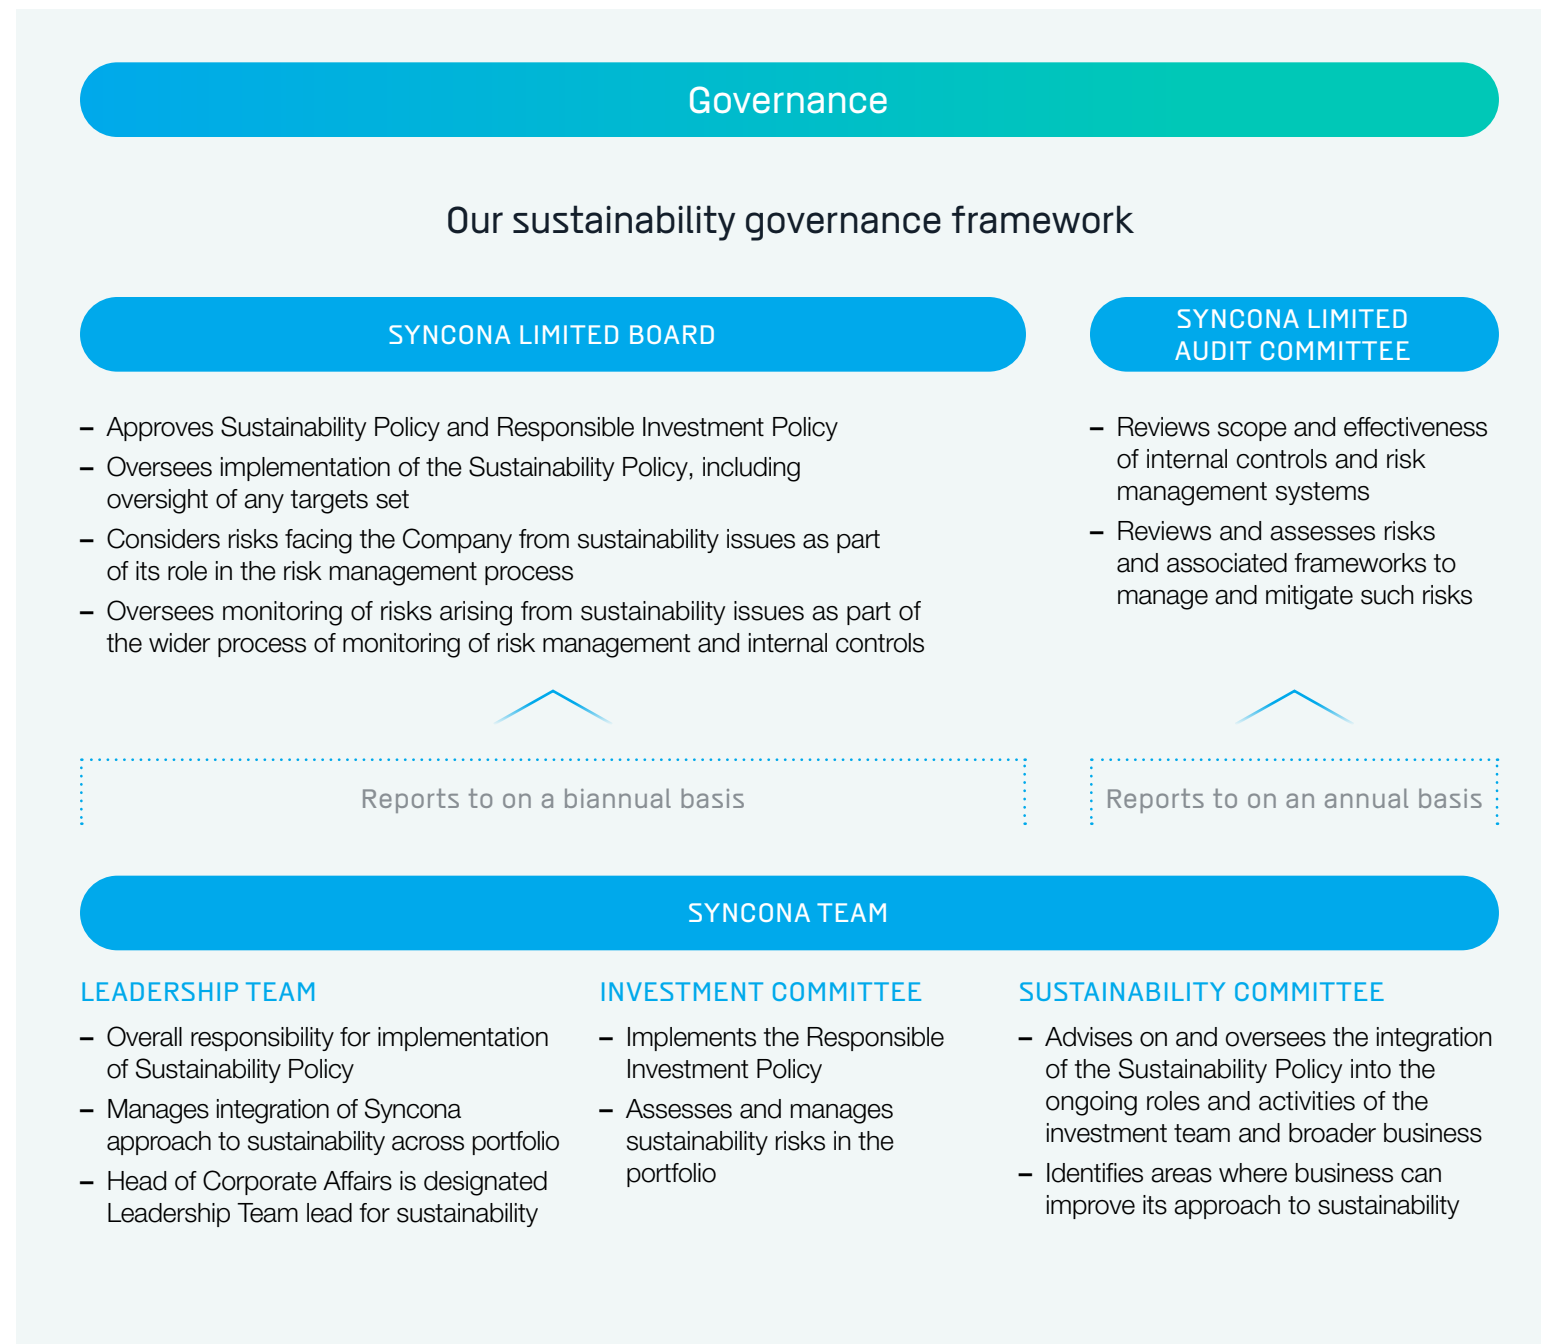 Governance
Our sustainability governance framework
SYNCONA LIMITED BOARD
– Approves Sustainability Policy and Responsible Investment Policy
– Oversees implementation of the Sustainability Policy, including
oversight of any targets set
– Considers risks facing the Company from sustainability issues as part
of its role in the risk management process
– Oversees monitoring of risks arising from sustainability issues as part of
the wider process of monitoring of risk management and internal controls
SYNCONA LIMITED
AUDIT COMMITTEE
– Reviews scope and effectiveness
of internal controls and risk
management systems
– Reviews and assesses risks
and associated frameworks to
manage and mitigate such risks
Reports to on a biannual basis
Reports to on an annual basis
SYNCONA TEAM
LEADERSHIP TEAM
– Overall responsibility for implementation
of Sustainability Policy
– Manages integration of Syncona
approach to sustainability across portfolio
– Head of Corporate Affairs is designated
Leadership Team lead for sustainability
INVESTMENT COMMITTEE
– Implements the Responsible
Investment Policy
– Assesses and manages
sustainability risks in the
portfolio
SUSTAINABILITY COMMITTEE
– Advises on and oversees the integration
of the Sustainability Policy into the
ongoing roles and activities of the
investment team and broader business
– Identifies areas where business can
improve its approach to sustainability